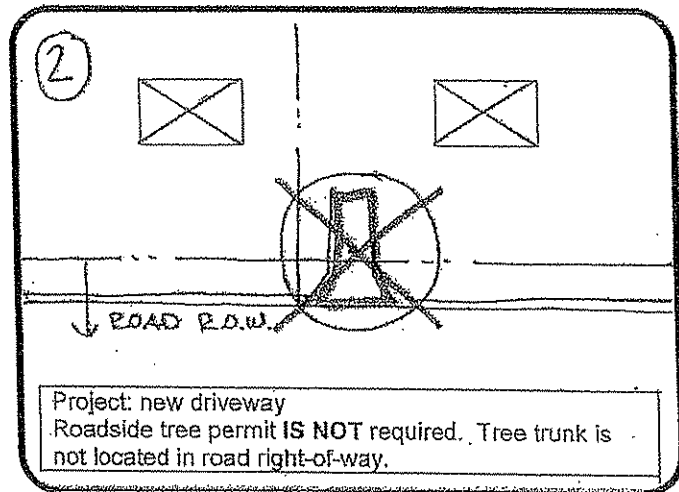 2
ROAD R.O.W.
Project: new driveway
Roadside tree permit IS NOT required. Tree trunk is
not located in road right-of-way.